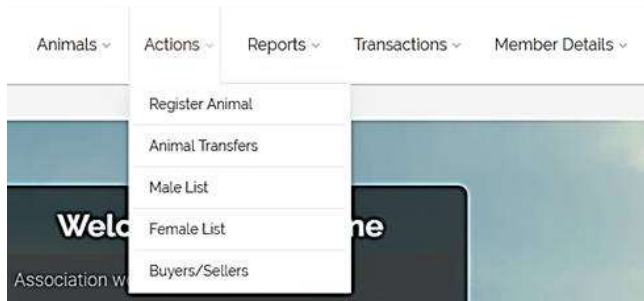 Animals Actions Reports Transactions Member Details
Register Animal
Animal Transfers
Male List
Welc ne
Female List
Association w
Buyers/Sellers